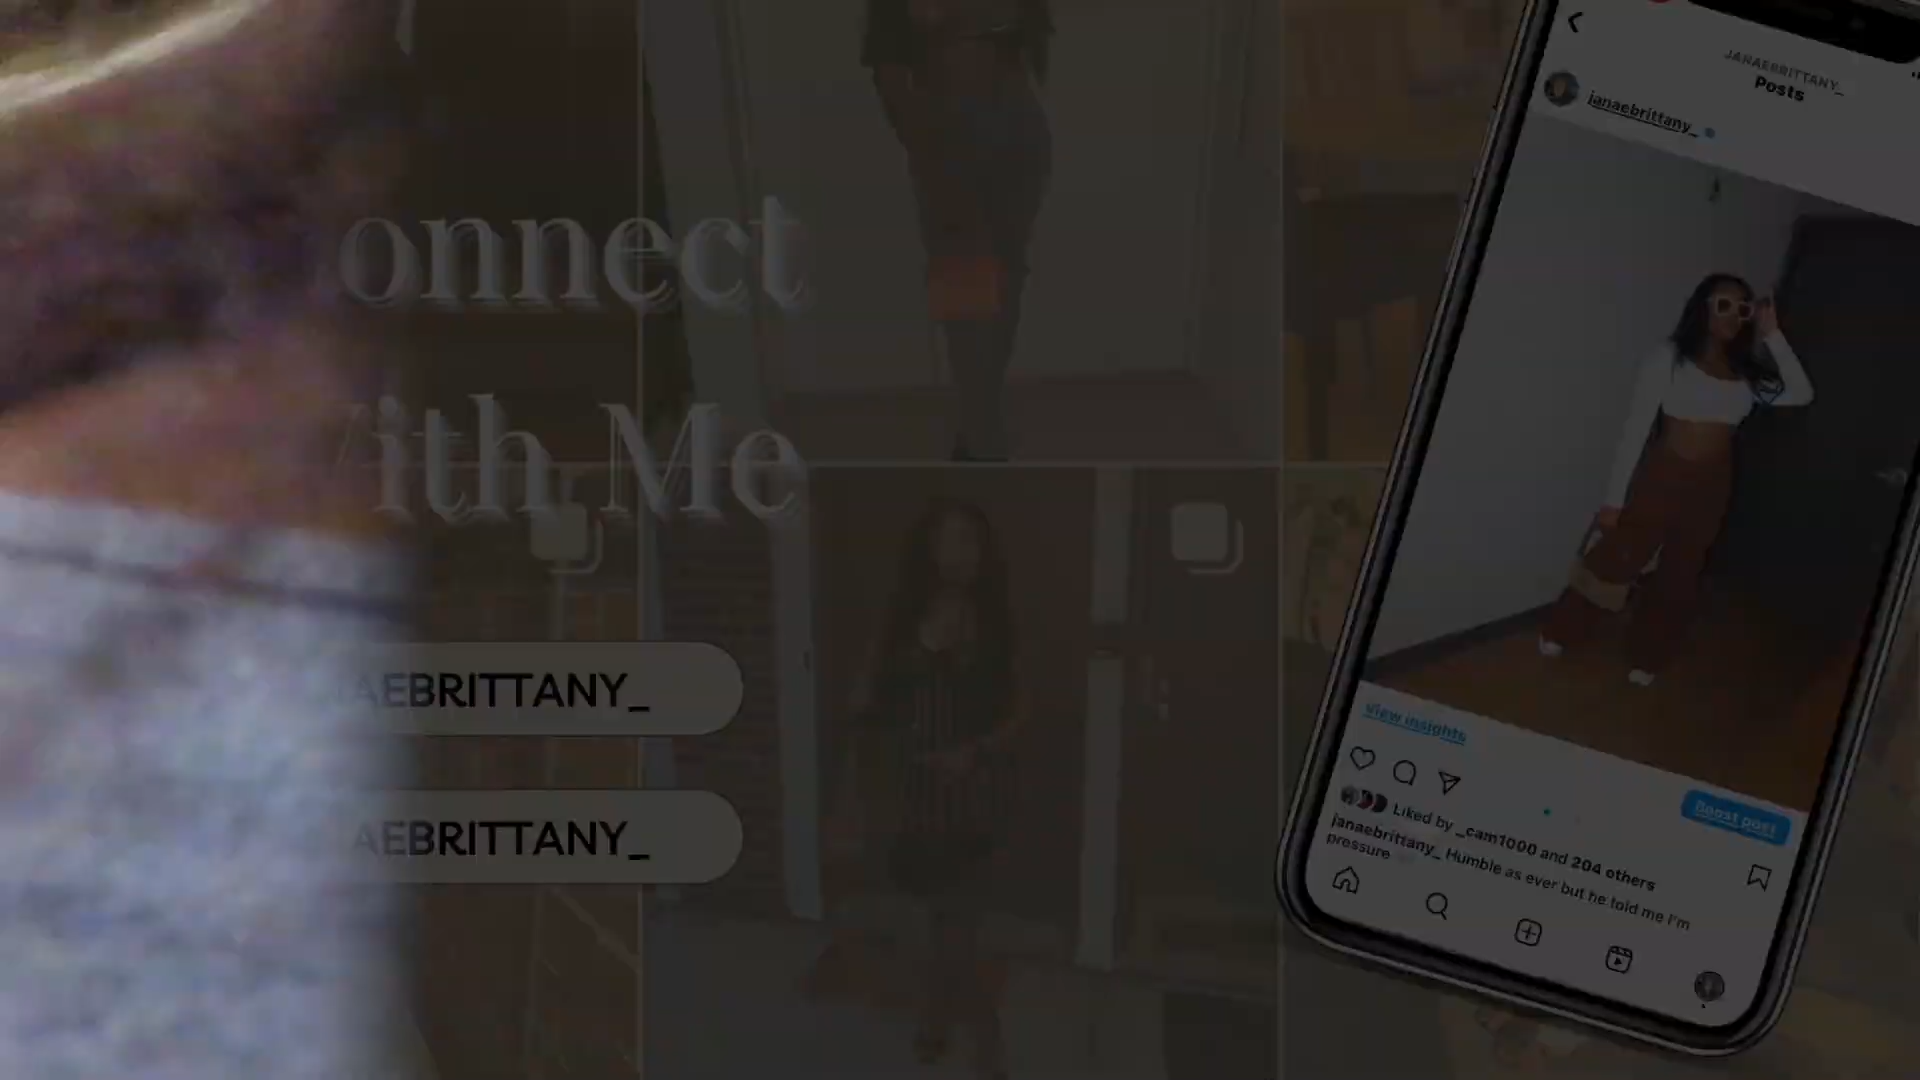 onnect
ith Me
AEBRITTANY_
AEBRITTANY_
JANAEBRITTANY_
Posts
janaebrittany_
View insights
Boost post
Liked by _cam1000 and 204 others
janaebrittany_ Humble as ever but he told me I'm
pressure